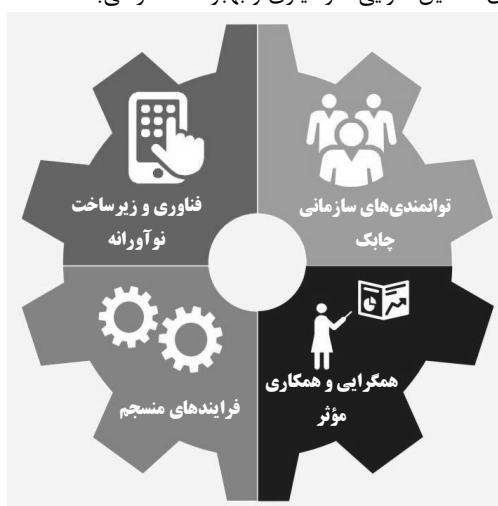 توانمندی‌های سازمانی
چابک
فناوری و زیرساخت
نوآورانه
همگرایی و همکاری
مؤثر
فرایندهای منسجم